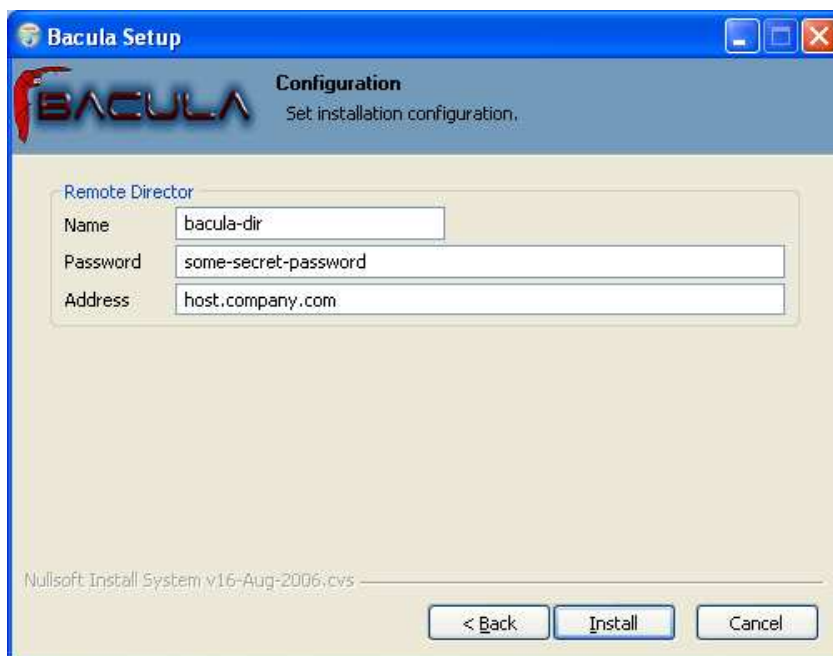 Bacula Setup
BACULA
Configuration
Set installation configuration.
Remote Director
Name bacula-dir
Password some-secret-password
Address host.company.com
Nullsoft Install System v16-Aug-2006.cvs
< Back Install Cancel